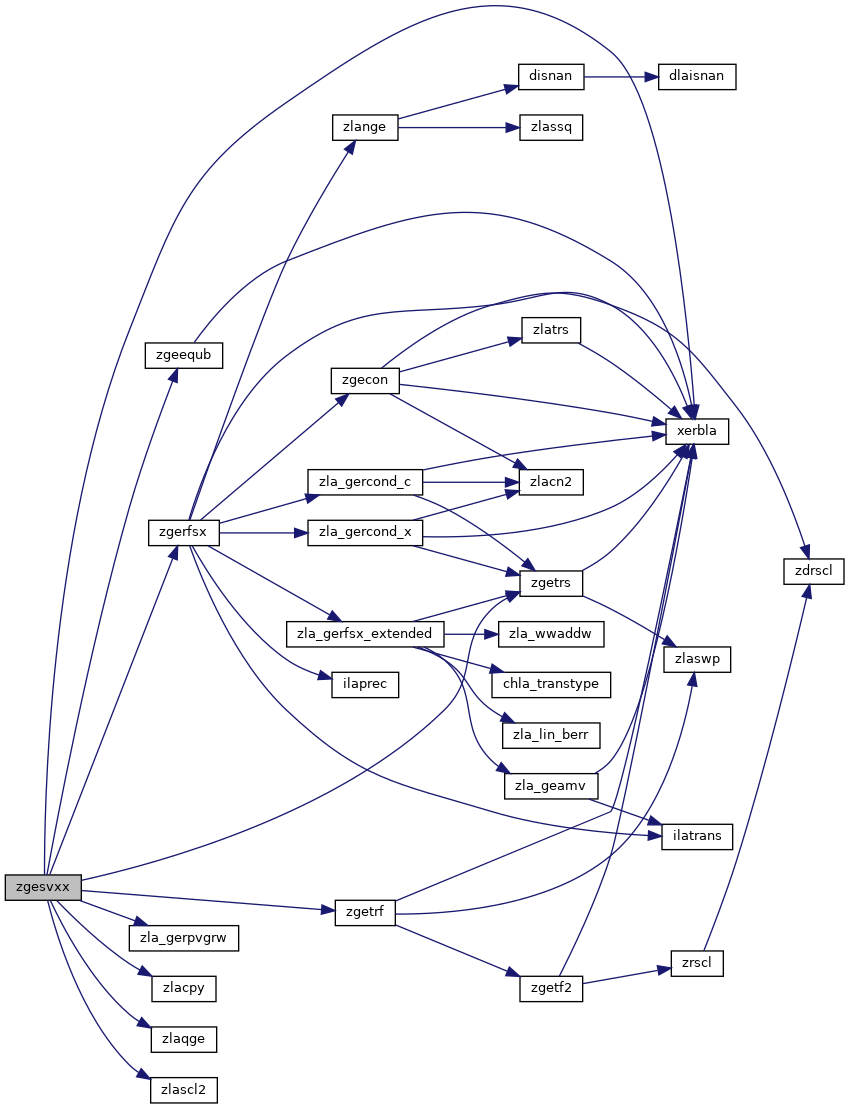 disnan
dlaisnan
zlange
zlassq
zlatrs
zgeequb
zgecon
xerbla
zla_gercond_c
zlacn2
zgerfsx
zla_gercond_x
zgetrs
zdrscl
zla_gerfsx_extended
zla_wwaddw
zlaswp
ilaprec
chla_transtype
zla_lin_berr
zla_geamv
ilatrans
zgesvxx
zgetrf
zla_gerpvgrw
zrscl
zlacpy
zgetf2
zlaqge
zlascl2